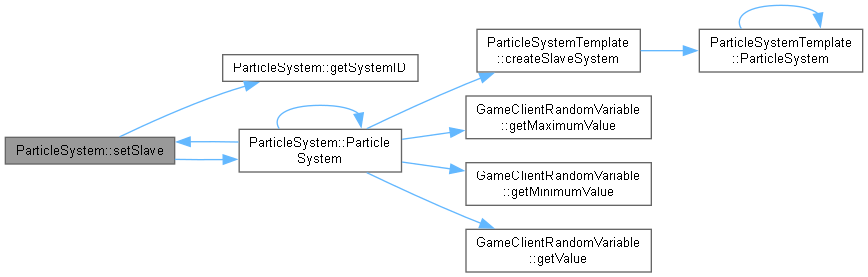 ParticleSystem::setSlave
ParticleSystem::getSystemID
ParticleSystem::Particle
System
ParticleSystemTemplate
::createSlaveSystem
GameClientRandomVariable
::getMaximumValue
GameClientRandomVariable
::getMinimumValue
GameClientRandomVariable
::getValue
ParticleSystemTemplate
::ParticleSystem